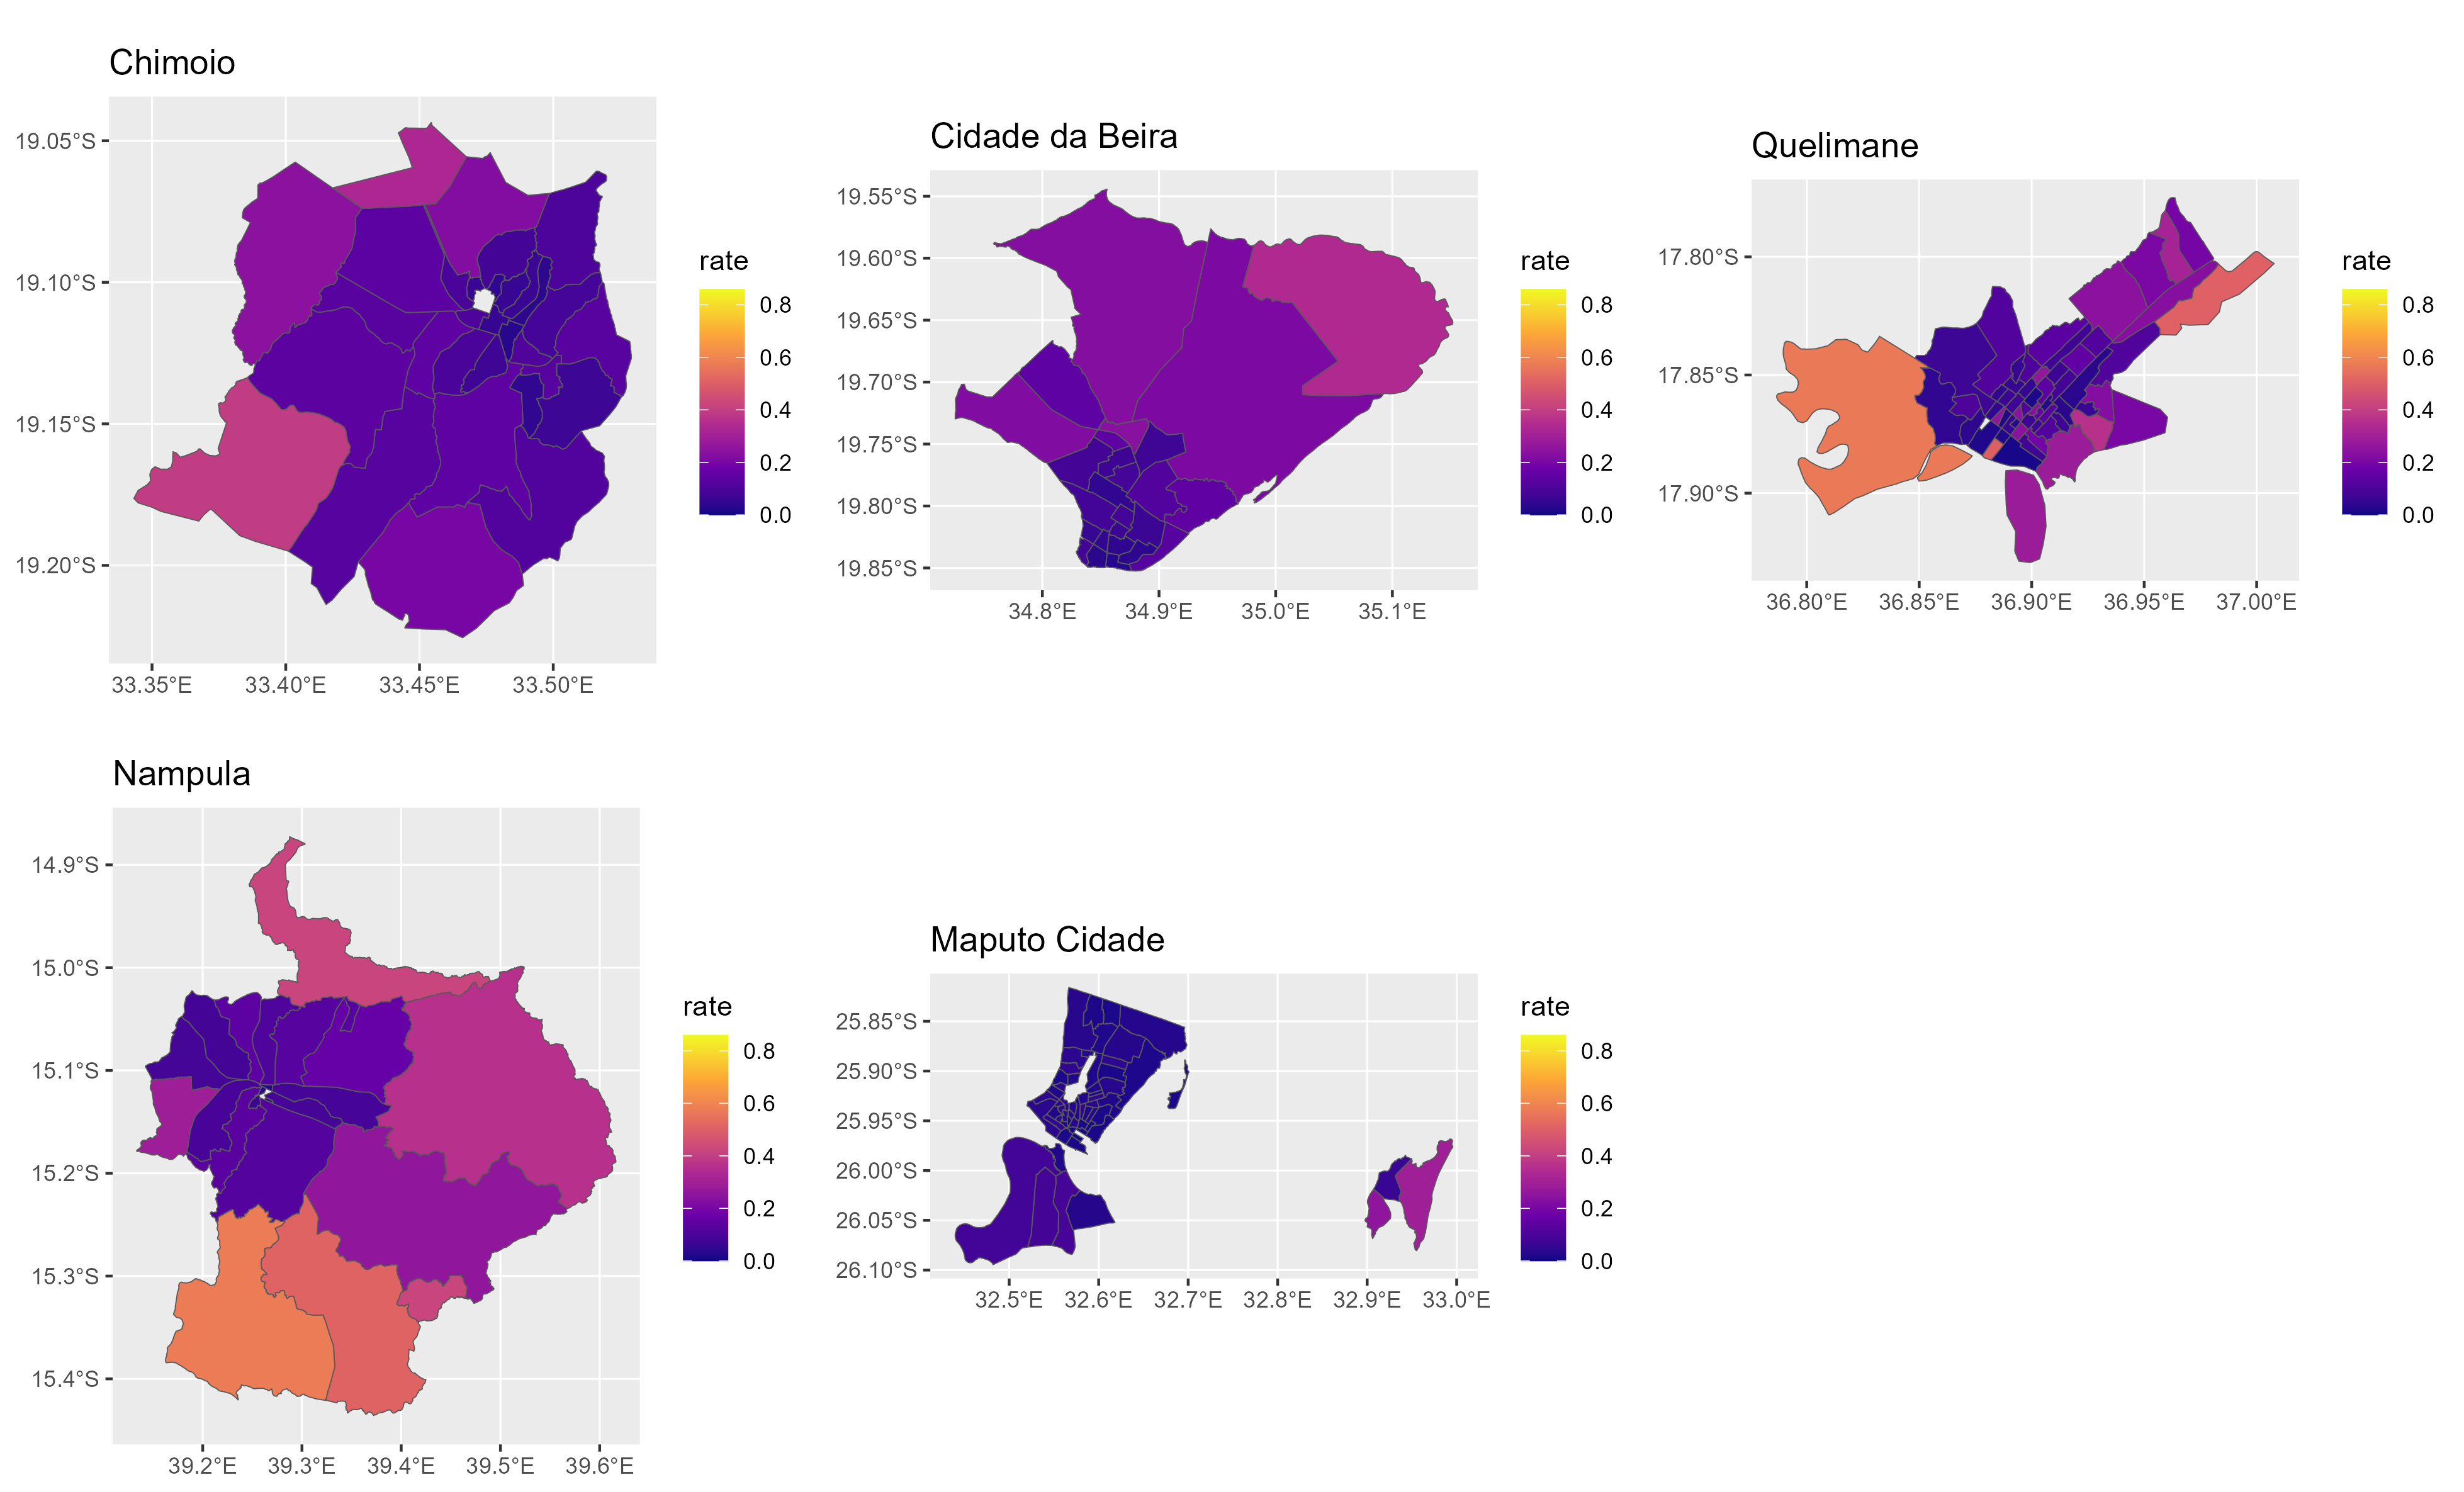 Chimoio
19.05°S
19.10°S
19.15°S
19.20°S
33.35°E 33.40°E 33.45°E 33.50°E
rate
0.8
0.6
0.4
0.2
0.0
Cidade da Beira
19.55°S
19.60°S
19.65°S
19.70°S
19.75°S
19.80°S
19.85°S
34.8°E 34.9°E 35.0°E 35.1°E
rate
0.8
0.6
0.4
0.2
0.0
Quelimane
17.80°S
17.85°S
17.90°S
36.80°E 36.85°E 36.90°E 36.95°E 37.00°E
rate
0.8
0.6
0.4
0.2
0.0
Nampula
14.9°S
15.0°S
15.1°S
15.2°S
15.3°S
15.4°S
39.2°E 39.3°E 39.4°E 39.5°E 39.6°E
rate
0.8
0.6
0.4
0.2
0.0
Maputo Cidade
25.85°S
25.90°S
25.95°S
26.00°S
26.05°S
26.10°S
32.5°E 32.6°E 32.7°E 32.8°E 32.9°E 33.0°E
rate
0.8
0.6
0.4
0.2
0.0